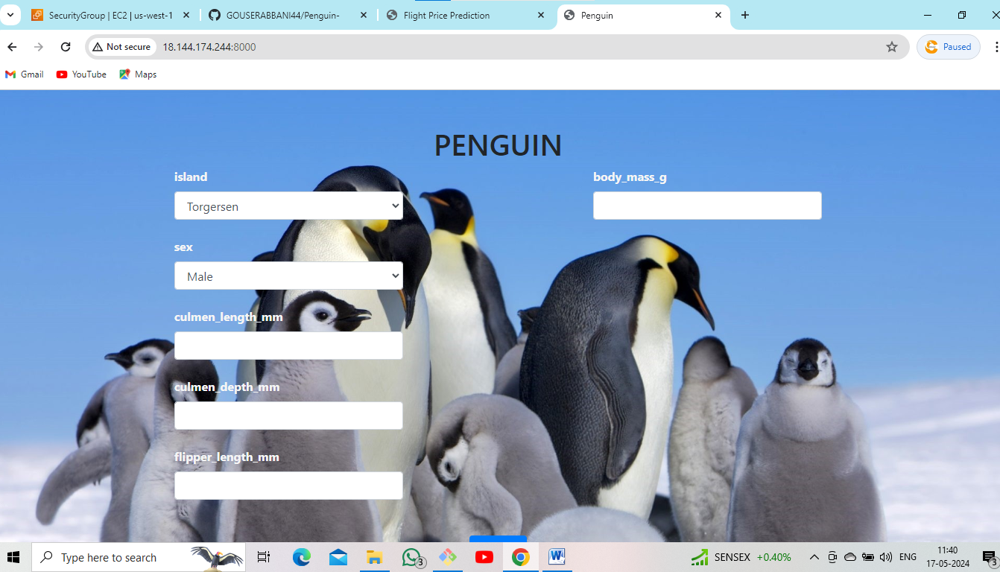 SecurityGroup | EC2 | us-west-1
GOUSERABBANI44/Penguin-
Flight Price Prediction
Penguin
Not secure
18.144.174.244:8000
Paused
Gmail
YouTube
Maps
PENGUIN
island
Torgersen
sex
Male
culmen_length_mm
culmen_depth_mm
flipper_length_mm
body_mass_g
Type here to search
3
W
SENSEX +0.40%
ENG
11:40
17-05-2024
3